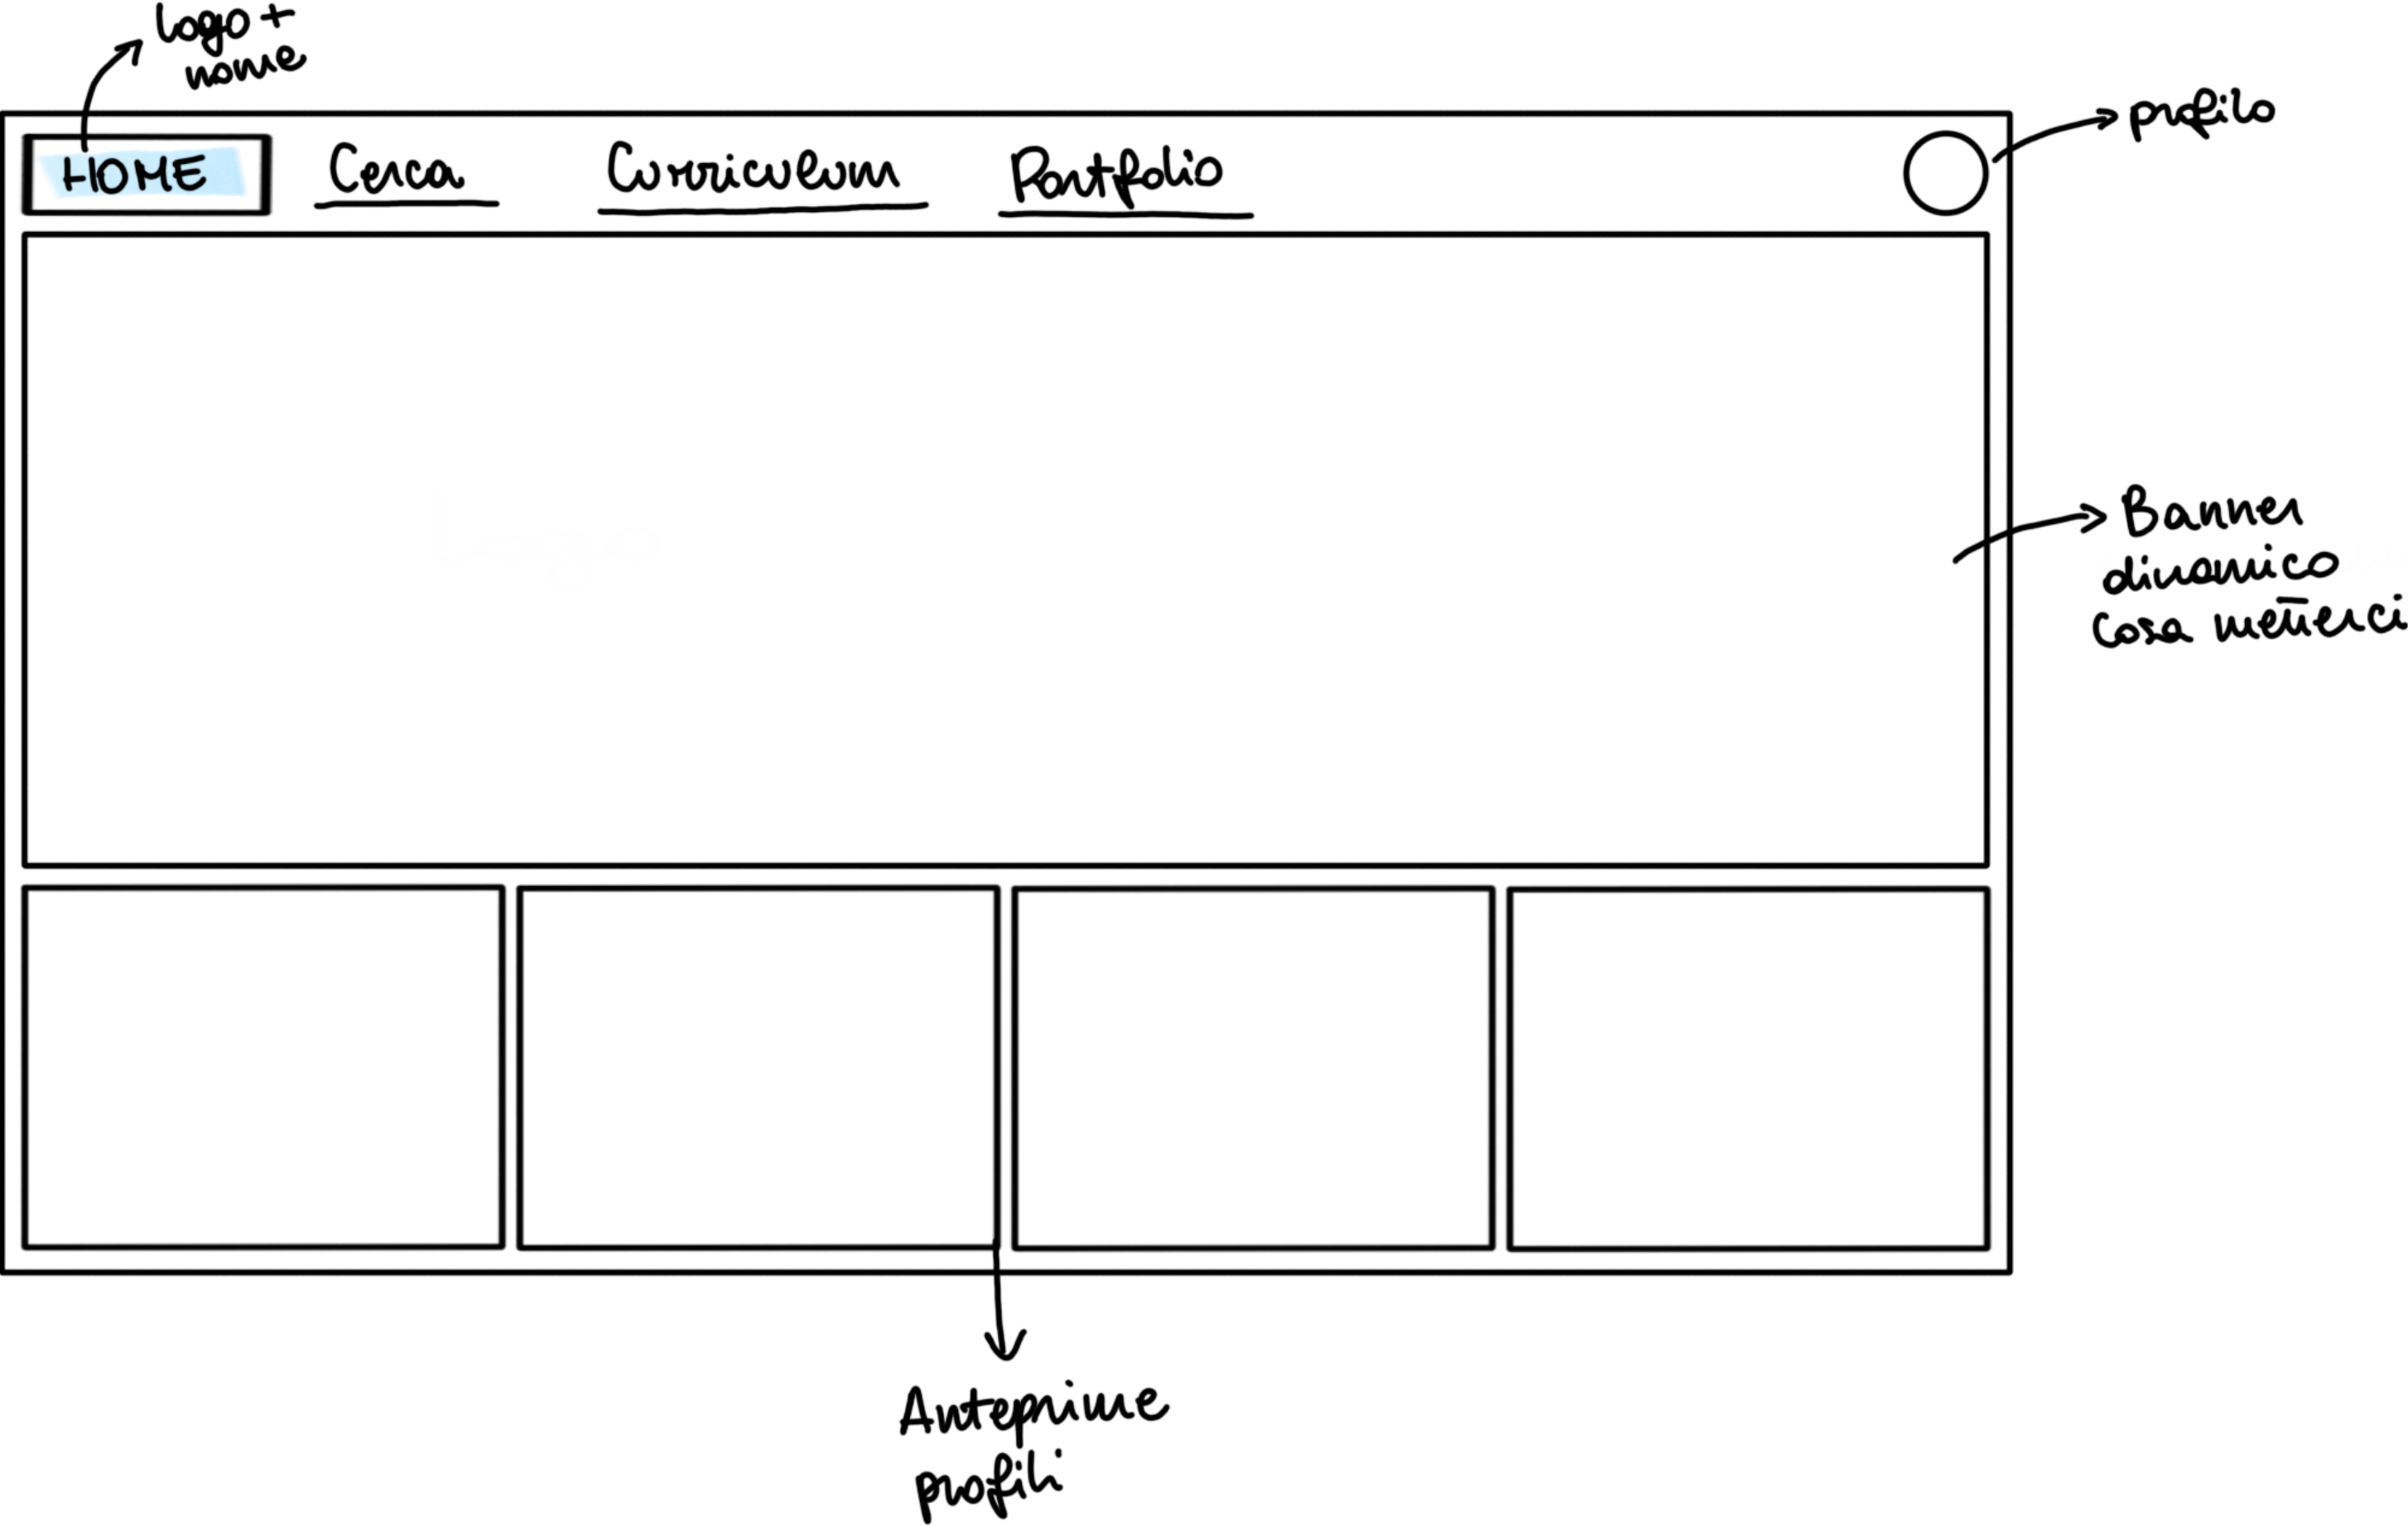 Logo +
nome
HOME Cerca Curriculum Portfolio
profilo
Banner
dinamico
cosa metterci
Anteprime
profili